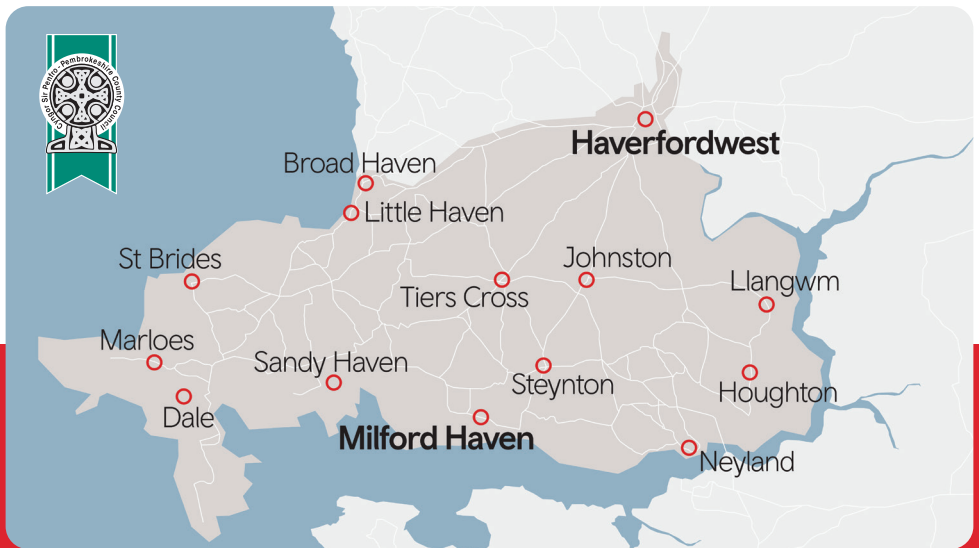 Cyngor Sir Penfro - Pembrokeshire County Council
Haverfordwest
Broad Haven
Little Haven
St Brides
Johnston
Tiers Cross
Llangwm
Marloes
Sandy Haven
Steynton
Houghton
Dale
Milford Haven
Neyland